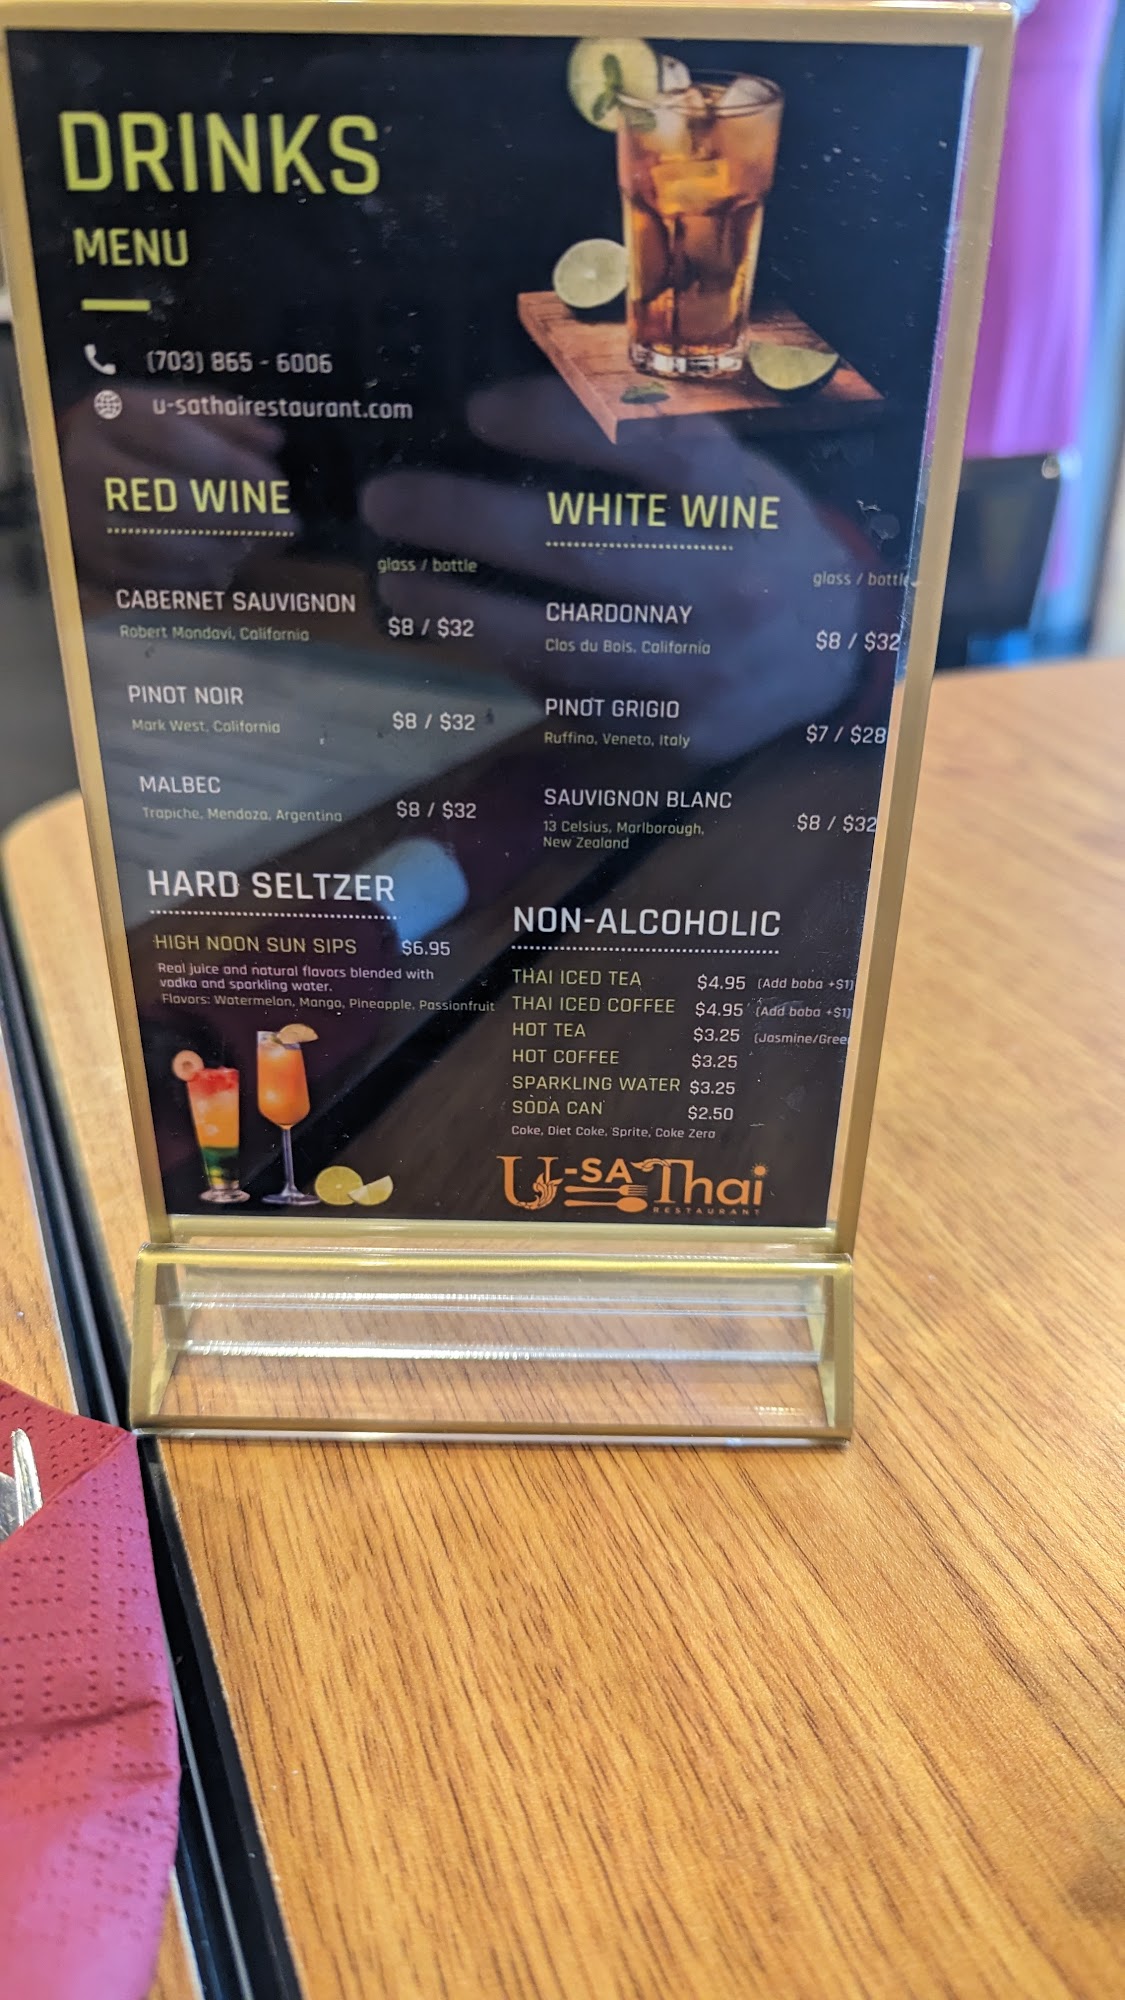 DRINKS
MENU
(703) 865 - 6006
u-sathairestaurant.com
RED WINE
glass / bottle
CABERNET SAUVIGNON
Robert Mondavi, California
$8 / $32
PINOT NOIR
Mark West, California
$8 / $32
MALBEC
Trapiche, Mendoza, Argentina
$8 / $32
HARD SELTZER
HIGH NOON SUN SIPS $6.95
Real juice and natural flavors blended with
vodka and sparkling water.
Flavors: Watermelon, Mango, Pineapple, Passionfruit
WHITE WINE
glass / bottle
CHARDONNAY
Clos du Bois, California
$8 / $32
PINOT GRIGIO
Ruffino, Veneto, Italy
$7 / $28
SAUVIGNON BLANC
13 Celsius, Marlborough,
New Zealand
$8 / $32
NON-ALCOHOLIC
THAI ICED TEA $4.95 (Add boba +$1)
THAI ICED COFFEE $4.95 (Add boba +$1)
HOT TEA $3.25 (Jasmine/Gree
HOT COFFEE $3.25
SPARKLING WATER $3.25
SODA CAN $2.50
Coke, Diet Coke, Sprite, Coke Zero
U-SA Thai
RESTAURANT